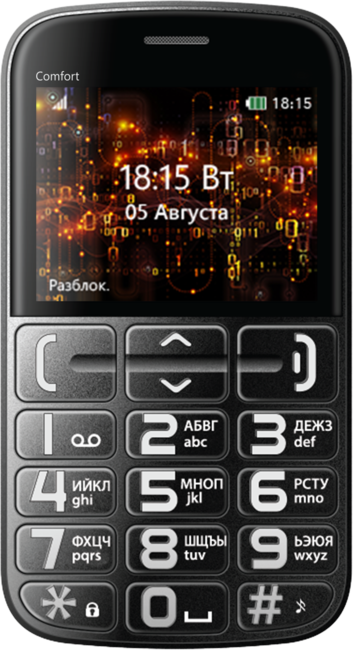 Comfort
18:15
18:15 Вт
05 Августа
Разблок.
1
2 АБВГ abc
3 ДЕЖЗ def
4 ИЙКЛ ghi
5 МНОП jkl
6 РСТУ mno
7 ФХЦЧ pqrs
8 ШЩЪЫ tuv
9 ЬЭЮЯ wxyz
*
0
#